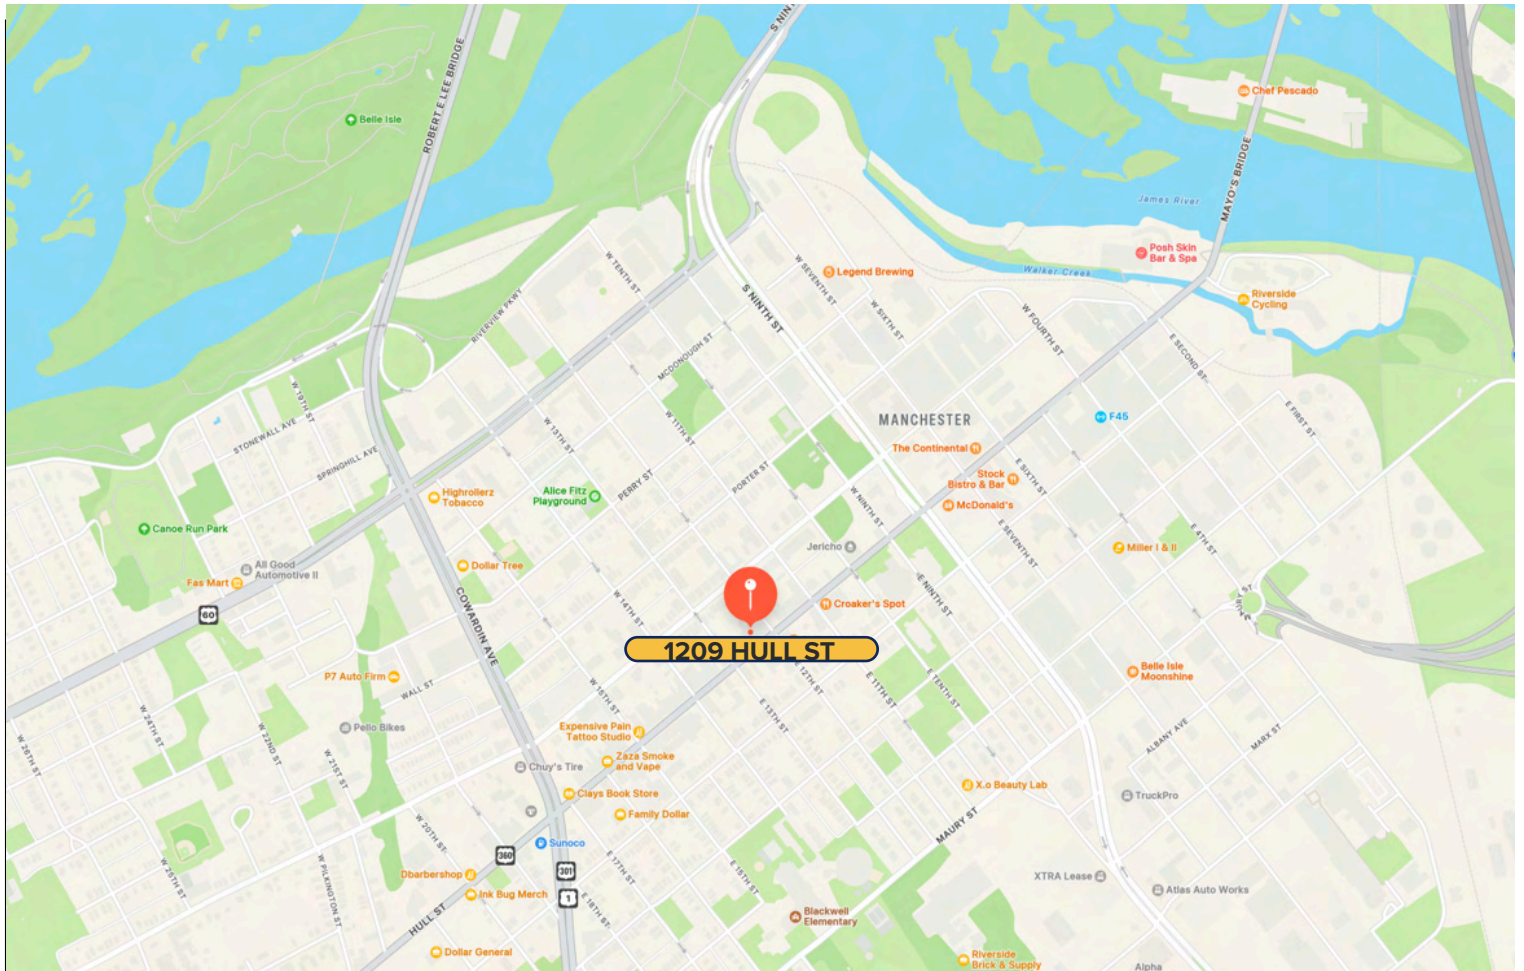 S NINT
ROBERT E LEE BRIDGE
Belle Isle
Chef Pescado
MAYO'S BRIDGE
James River
Posh Skin
Bar & Spa
Walker Creek
Riverside
Cycling
Legend Brewing
W TENTH ST
W SEVENTH ST
W SIXTH ST
S NINTH ST
W FOURTH ST
E SECOND ST
RIVERVIEW PKWY
MCDONOUGH ST
W 19TH ST
STONEWALL AVE
SPRINGHILL AVE
W 13TH ST
W 11TH ST
MANCHESTER
F45
E FIRST ST
The Continental
Stock
Bistro & Bar
E SIXTH ST
McDonald's
Highrollerz
Tobacco
Alice Fitz
Playground
PERRY ST
PORTER ST
W NINTH ST
Canoe Run Park
All Good
Automotive II
Fas Mart
Dollar Tree
Jericho
E SEVENTH ST
Miller I & II
E 4TH ST
60
COWARDIN AVE
W 14TH ST
Croaker's Spot
E NINTH ST
MAURY ST
1209 HULL ST
P7 Auto Firm
WALL ST
W 15TH ST
E 12TH ST
E 11TH ST
E TENTH ST
Belle Isle
Moonshine
W 26TH ST
W 24TH ST
W 22ND ST
W 21ST ST
Pello Bikes
Expensive Pain
Tattoo Studio
E 13TH ST
ALBANY AVE
MARX ST
Chuy's Tire
Zaza Smoke
and Vape
Clays Book Store
Family Dollar
X.o Beauty Lab
TruckPro
MAURY ST
W 20TH ST
Sunoco
360
301
1
W 25TH ST
W PILKINGTON ST
Dbarbershop
Ink Bug Merch
HULL ST
E 17TH ST
E 18TH ST
E 15TH ST
XTRA Lease
Atlas Auto Works
Blackwell
Elementary
Dollar General
Riverside
Brick & Supply
Alpha